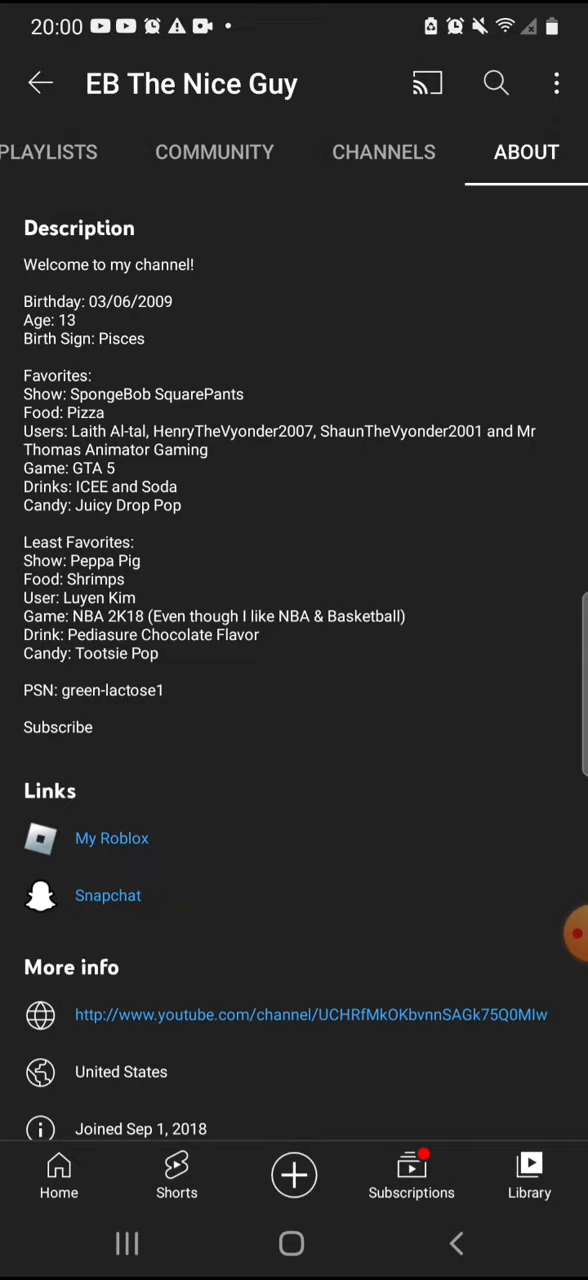 20:00
EB The Nice Guy
PLAYLISTS COMMUNITY CHANNELS ABOUT
Description
Welcome to my channel!
Birthday: 03/06/2009
Age: 13
Birth Sign: Pisces
Favorites:
Show: SpongeBob SquarePants
Food: Pizza
Users: Laith Al-tal, HenryTheVyonder2007, ShaunTheVyonder2001 and Mr
Thomas Animator Gaming
Game: GTA 5
Drinks: ICEE and Soda
Candy: Juicy Drop Pop
Least Favorites:
Show: Peppa Pig
Food: Shrimps
User: Luyen Kim
Game: NBA 2K18 (Even though I like NBA & Basketball)
Drink: Pediasure Chocolate Flavor
Candy: Tootsie Pop
PSN: green-lactose1
Subscribe
Links
My Roblox
Snapchat
More info
http://www.youtube.com/channel/UCHRfMkOKbvnnSAGk75Q0MIw
United States
Joined Sep 1, 2018
Home Shorts Subscriptions Library